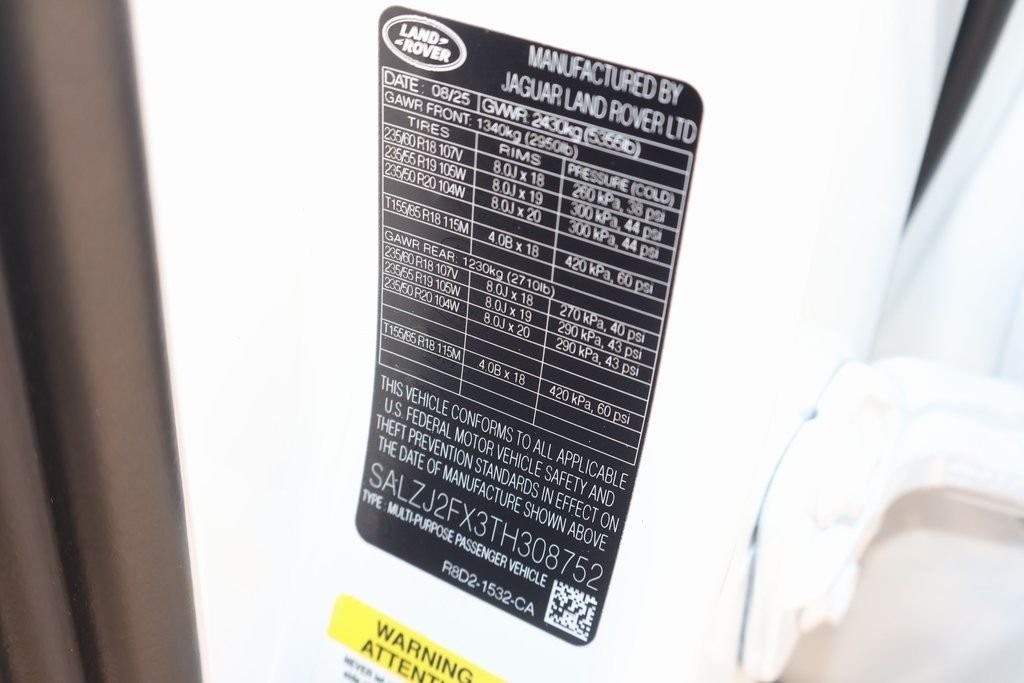 LAND-
-ROVER
MANUFACTURED BY
JAGUAR LAND ROVER LTD
DATE: 08/25 GVWR 2430kg (5355lb)
GAWR FRONT: 1340kg (2950lb)
TIRES RIMS PRESSURE (COLD)
235/60 R18 107V 8.0J x 18 260 kPa, 38 psi
235/55 R19 105W 8.0J x 19 300 kPa, 44 psi
235/50 R20 104W 8.0J x 20 300 kPa, 44 psi
T155/85 R18 115M 4.0B x 18 420 kPa, 60 psi
GAWR REAR: 1230kg (2710lb)
235/60 R18 107V 8.0J x 18 270 kPa, 40 psi
235/55 R19 105W 8.0J x 19 290 kPa, 43 psi
235/50 R20 104W 8.0J x 20 290 kPa, 43 psi
T155/85 R18 115M 4.0B x 18 420 kPa, 60 psi
THIS VEHICLE CONFORMS TO ALL APPLICABLE
U.S. FEDERAL MOTOR VEHICLE SAFETY AND
THEFT PREVENTION STANDARDS IN EFFECT ON
THE DATE OF MANUFACTURE SHOWN ABOVE
SALZJ2FX3TH308752
TYPE: MULTI-PURPOSE PASSENGER VEHICLE
R8D2-1532-CA
WARNING
ATTENTI
NEVER